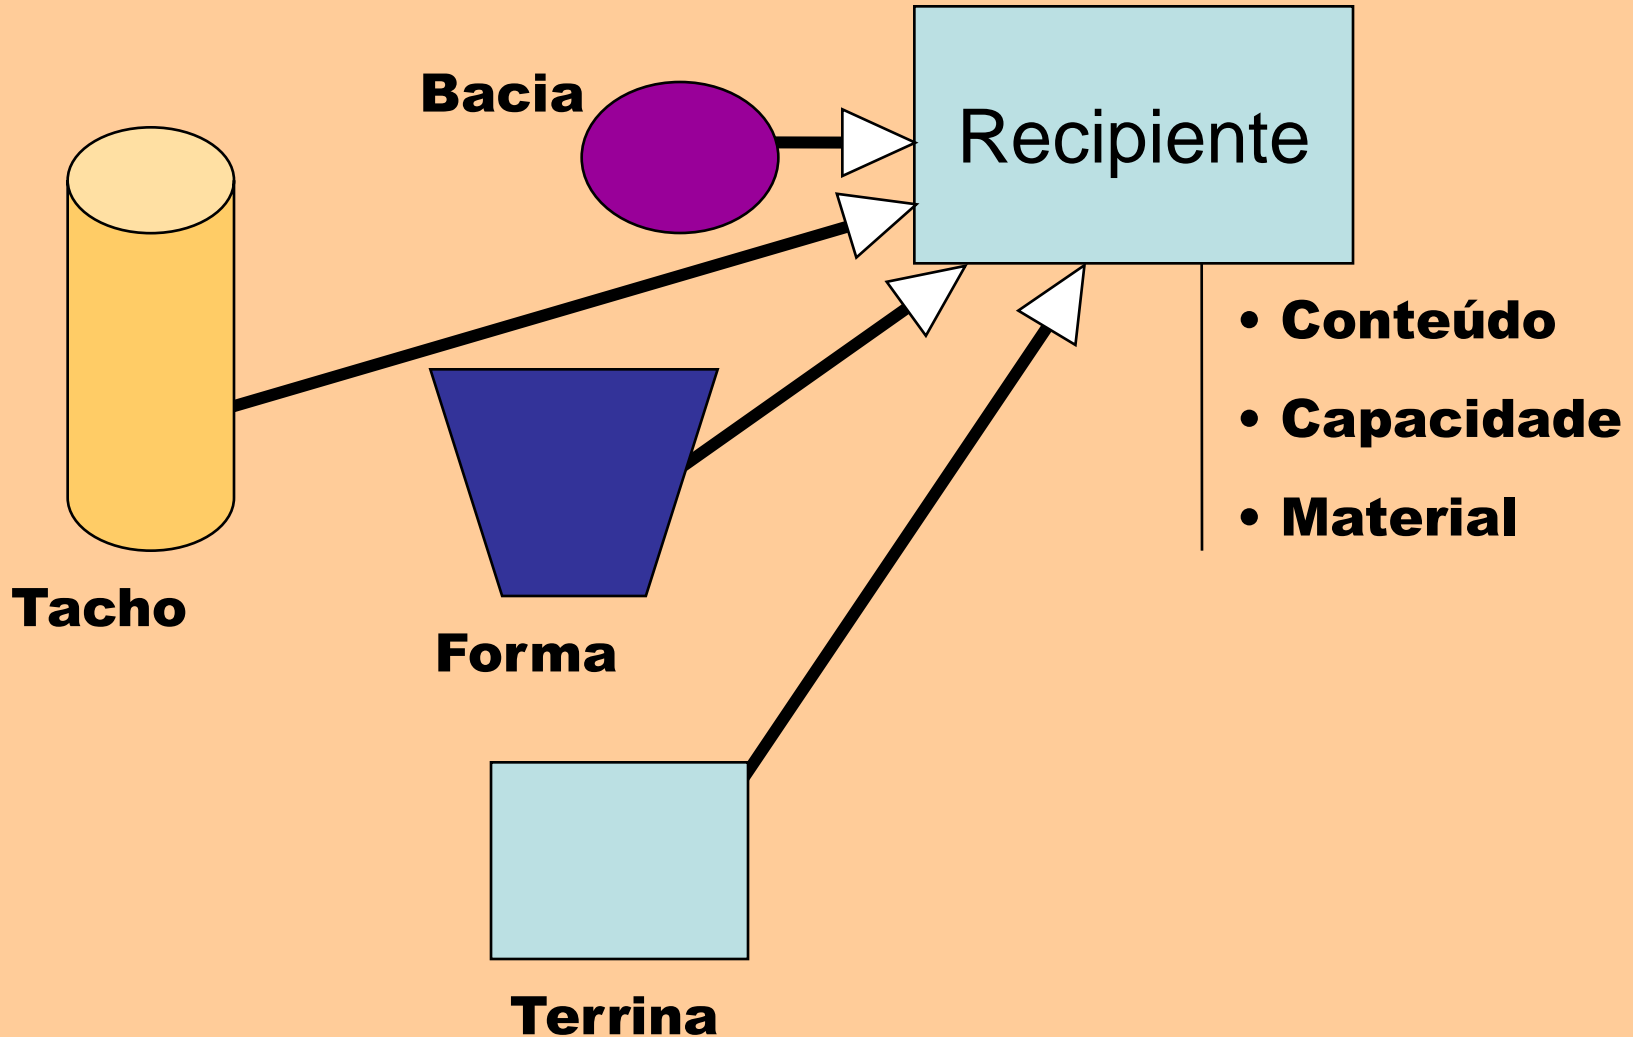 Bacia
Recipiente
• Conteúdo
• Capacidade
• Material
Tacho
Forma
Terrina